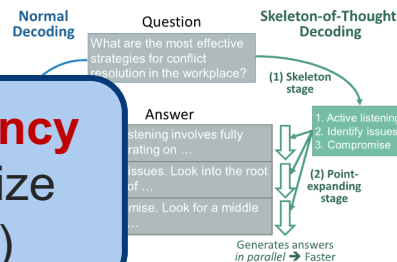 Normal
Decoding
Question
Skeleton-of-Thought
Decoding
What are the most effective
strategies for conflict
resolution in the workplace?
(1) Skeleton
stage
Answer
1. Active listening
2. Identify issues
3. Compromise
ncy
ize
)
stening involves fully
rating on …
issues. Look into the root
of …
mise. Look for a middle
…
(2) Point-
expanding
stage
Generates answers
in parallel ➔ Faster